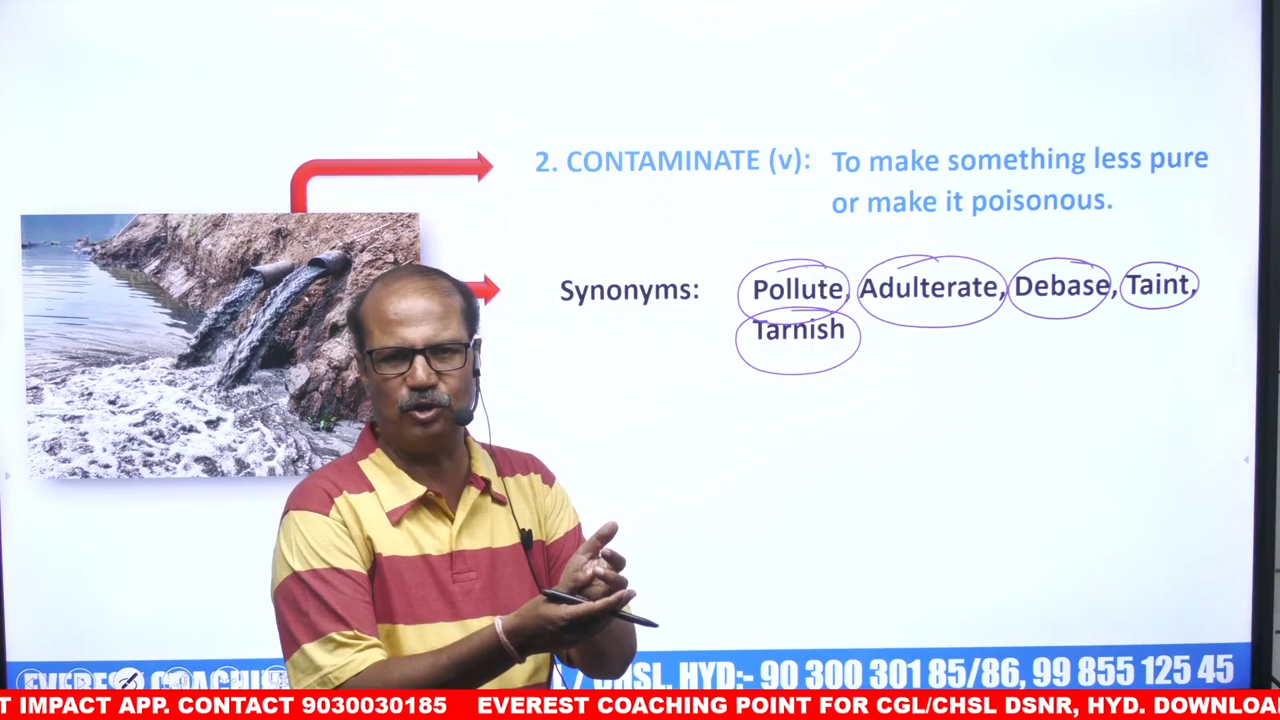 2. CONTAMINATE (v): To make something less pure
or make it poisonous.
Synonyms: Pollute, Adulterate, Debase, Taint,
Tarnish
/ CHSL, HYD:- 90 300 301 85/86, 99 855 125 45
T IMPACT APP. CONTACT 9030030185 EVEREST COACHING POINT FOR CGL/CHSL DSNR, HYD. DOWNLOA